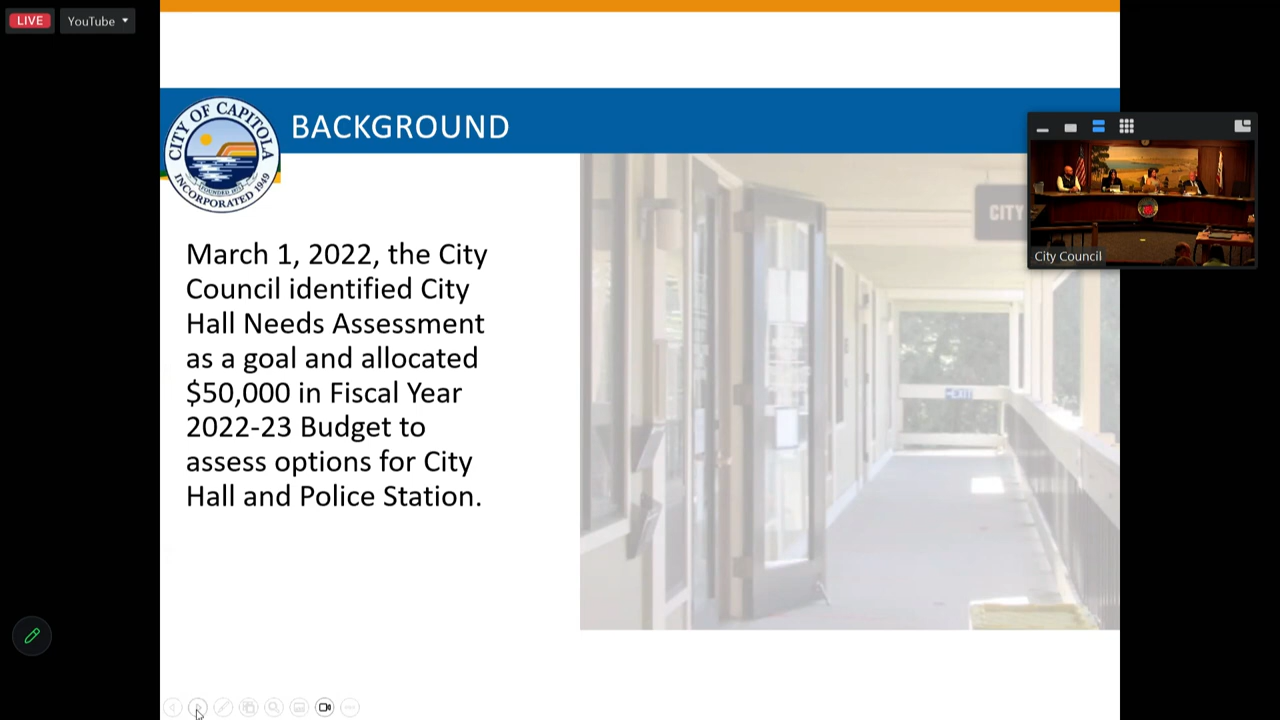 LIVE
YouTube
CITY OF CAPITOLA
INCORPORATED 1949
BACKGROUND
March 1, 2022, the City
Council identified City
Hall Needs Assessment
as a goal and allocated
$50,000 in Fiscal Year
2022-23 Budget to
assess options for City
Hall and Police Station.
CITY
EXIT
City Council